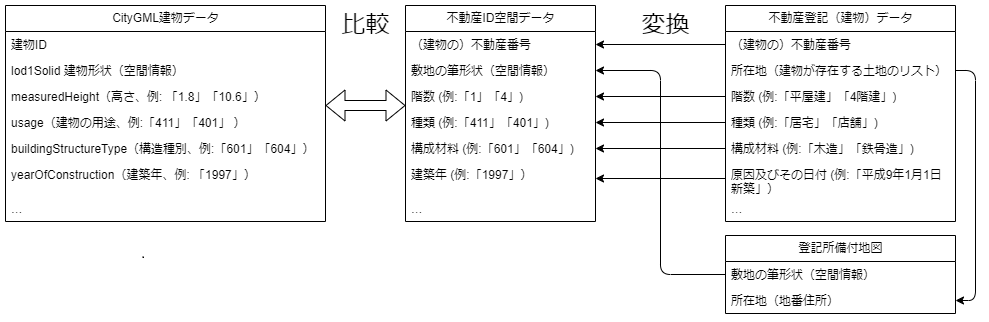 CityGML建物データ
建物ID
lod1Solid 建物形状（空間情報）
measuredHeight（高さ、例: 「1.8」「10.6」）
usage（建物の用途、例:「411」「401」 ）
buildingStructureType（構造種別、例:「601」「604」）
yearOfConstruction（建築年、例: 「1997」）
...
比較
不動産ID空間データ
（建物の）不動産番号
敷地の筆形状（空間情報）
階数 (例:「1」「4」)
種類 (例:「411」「401」)
構成材料 (例:「601」「604」)
建築年 (例:「1997」）
...
変換
不動産登記（建物）データ
（建物の）不動産番号
所在地（建物が存在する土地のリスト）
階数 (例:「平屋建」「4階建」)
種類 (例:「居宅」「店舗」)
構成材料 (例:「木造」「鉄骨造」)
原因及びその日付 (例:「平成9年1月1日
新築」）
...
登記所備付地図
敷地の筆形状（空間情報）
所在地（地番住所）
.